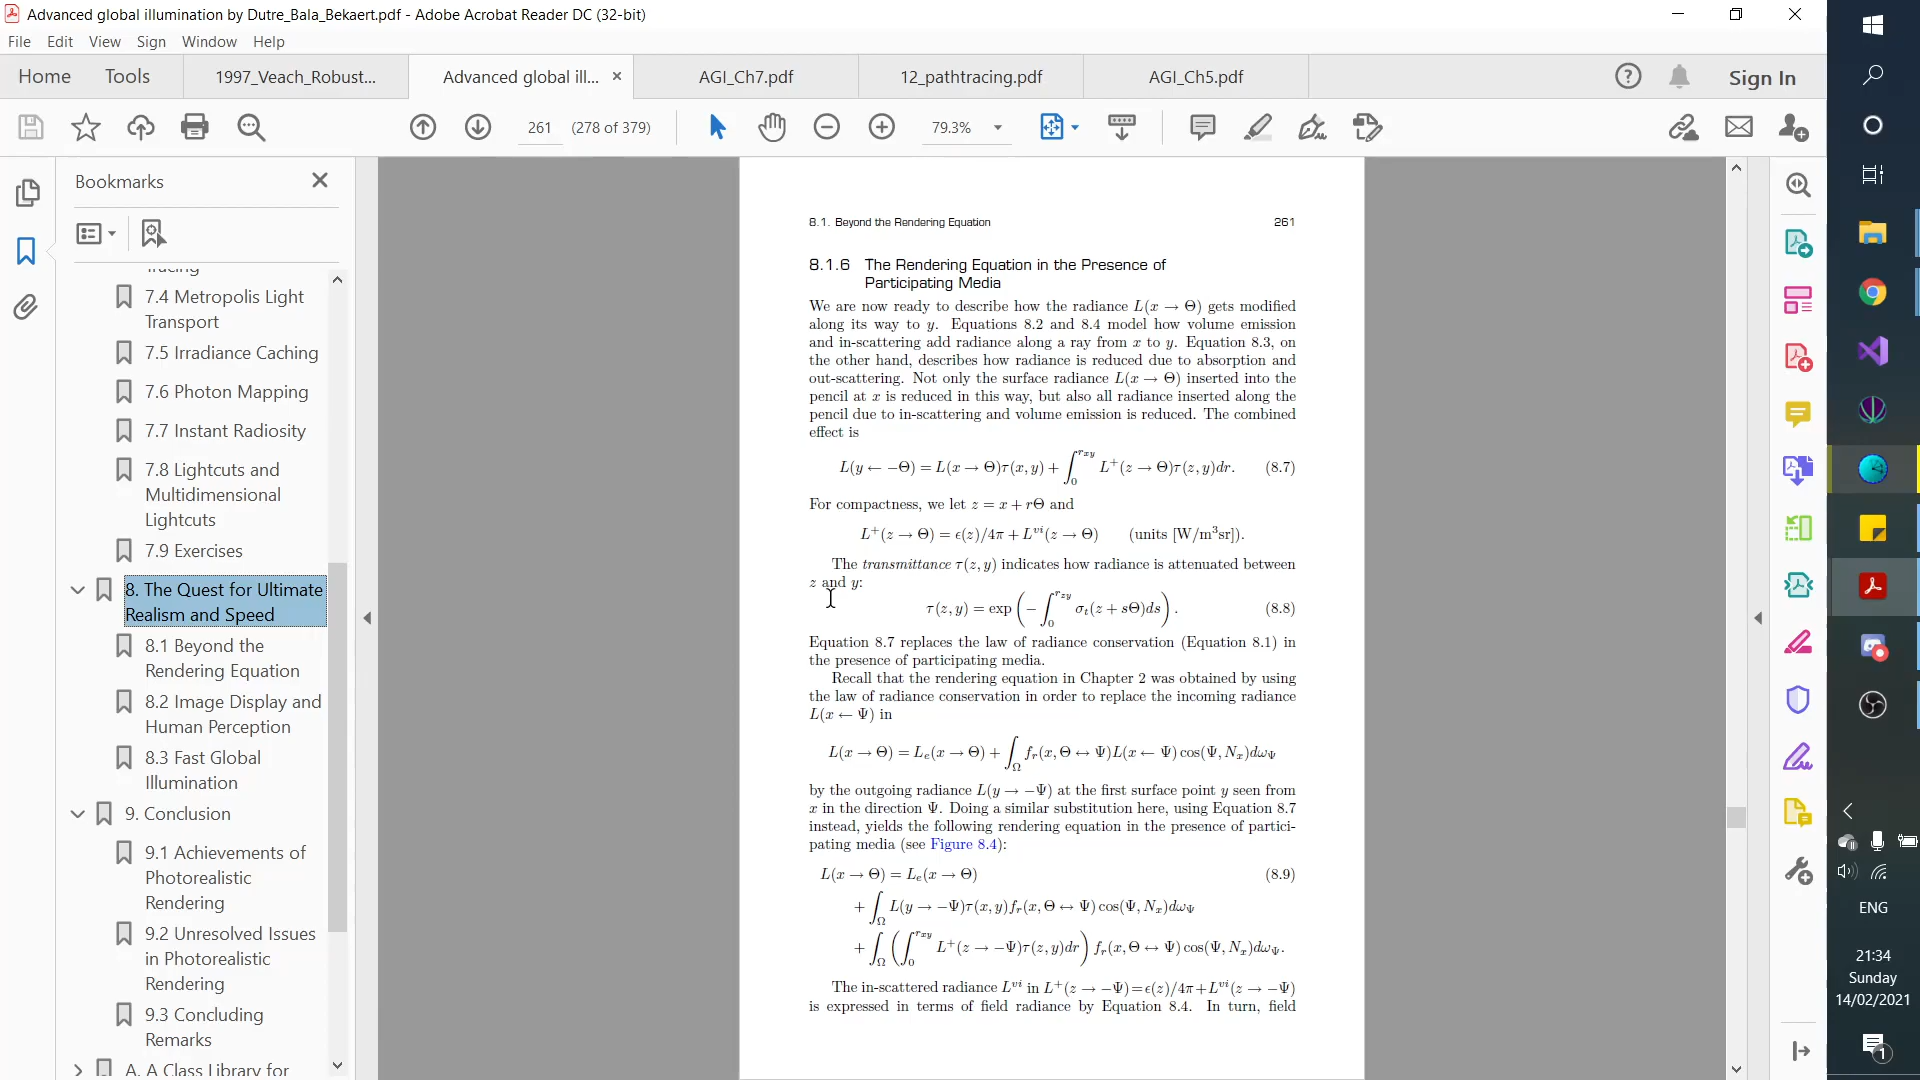 Advanced global illumination by Dutre_Bala_Bekaert.pdf - Adobe Acrobat Reader DC (32-bit)
File Edit View Sign Window Help
Home Tools 1997_Veach_Robust... Advanced global ill... × AGI_Ch7.pdf 12_pathtracing.pdf AGI_Ch5.pdf Sign In
261 (278 of 379) 79.3%
Bookmarks
7.4 Metropolis Light
Transport
7.5 Irradiance Caching
7.6 Photon Mapping
7.7 Instant Radiosity
7.8 Lightcuts and
Multidimensional
Lightcuts
7.9 Exercises
8. The Quest for Ultimate
Realism and Speed
8.1 Beyond the
Rendering Equation
8.2 Image Display and
Human Perception
8.3 Fast Global
Illumination
9. Conclusion
9.1 Achievements of
Photorealistic
Rendering
9.2 Unresolved Issues
in Photorealistic
Rendering
9.3 Concluding
Remarks
A. A Class Library for
8.1. Beyond the Rendering Equation 261
8.1.6 The Rendering Equation in the Presence of
Participating Media
We are now ready to describe how the radiance L(x → Θ) gets modified
along its way to y. Equations 8.2 and 8.4 model how volume emission
and in-scattering add radiance along a ray from x to y. Equation 8.3, on
the other hand, describes how radiance is reduced due to absorption and
out-scattering. Not only the surface radiance L(x → Θ) inserted into the
pencil at x is reduced in this way, but also all radiance inserted along the
pencil due to in-scattering and volume emission is reduced. The combined
effect is
L(y ← −Θ) = L(x → Θ)τ(x, y) + ∫₀^{r_xy} L⁺(z → Θ)τ(z, y)dr. (8.7)
For compactness, we let z = x + rΘ and
L⁺(z → Θ) = ϵ(z)/4π + L^{vi}(z → Θ) (units [W/m³sr]).
The transmittance τ(z, y) indicates how radiance is attenuated between
z and y:
τ(z, y) = exp (− ∫₀^{r_zy} σ_t(z + sΘ)ds). (8.8)
Equation 8.7 replaces the law of radiance conservation (Equation 8.1) in
the presence of participating media.
Recall that the rendering equation in Chapter 2 was obtained by using
the law of radiance conservation in order to replace the incoming radiance
L(x ← Ψ) in
L(x → Θ) = L_e(x → Θ) + ∫_Ω f_r(x, Θ ↔ Ψ)L(x ← Ψ) cos(Ψ, N_x)dω_Ψ
by the outgoing radiance L(y → −Ψ) at the first surface point y seen from
x in the direction Ψ. Doing a similar substitution here, using Equation 8.7
instead, yields the following rendering equation in the presence of partici-
pating media (see Figure 8.4):
L(x → Θ) = L_e(x → Θ) (8.9)
+ ∫_Ω L(y → −Ψ)τ(x, y)f_r(x, Θ ↔ Ψ) cos(Ψ, N_x)dω_Ψ
+ ∫_Ω (∫₀^{r_xy} L⁺(z → −Ψ)τ(z, y)dr) f_r(x, Θ ↔ Ψ) cos(Ψ, N_x)dω_Ψ.
The in-scattered radiance L^{vi} in L⁺(z → −Ψ)=ϵ(z)/4π+L^{vi}(z → −Ψ)
is expressed in terms of field radiance by Equation 8.4. In turn, field
ENG
21:34
Sunday
14/02/2021
1